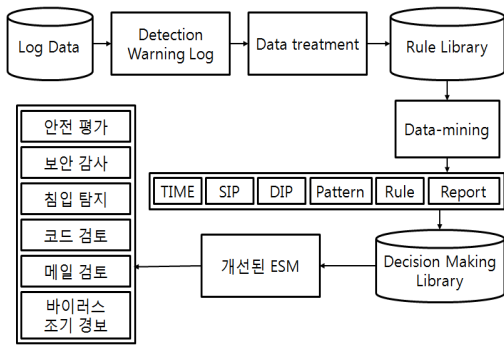 Log Data
Detection
Warning Log
Data treatment
Rule Library
Data-mining
TIME
SIP
DIP
Pattern
Rule
Report
Decision Making
Library
개선된 ESM
안전 평가
보안 감사
침입 탐지
코드 검토
메일 검토
바이러스
조기 경보